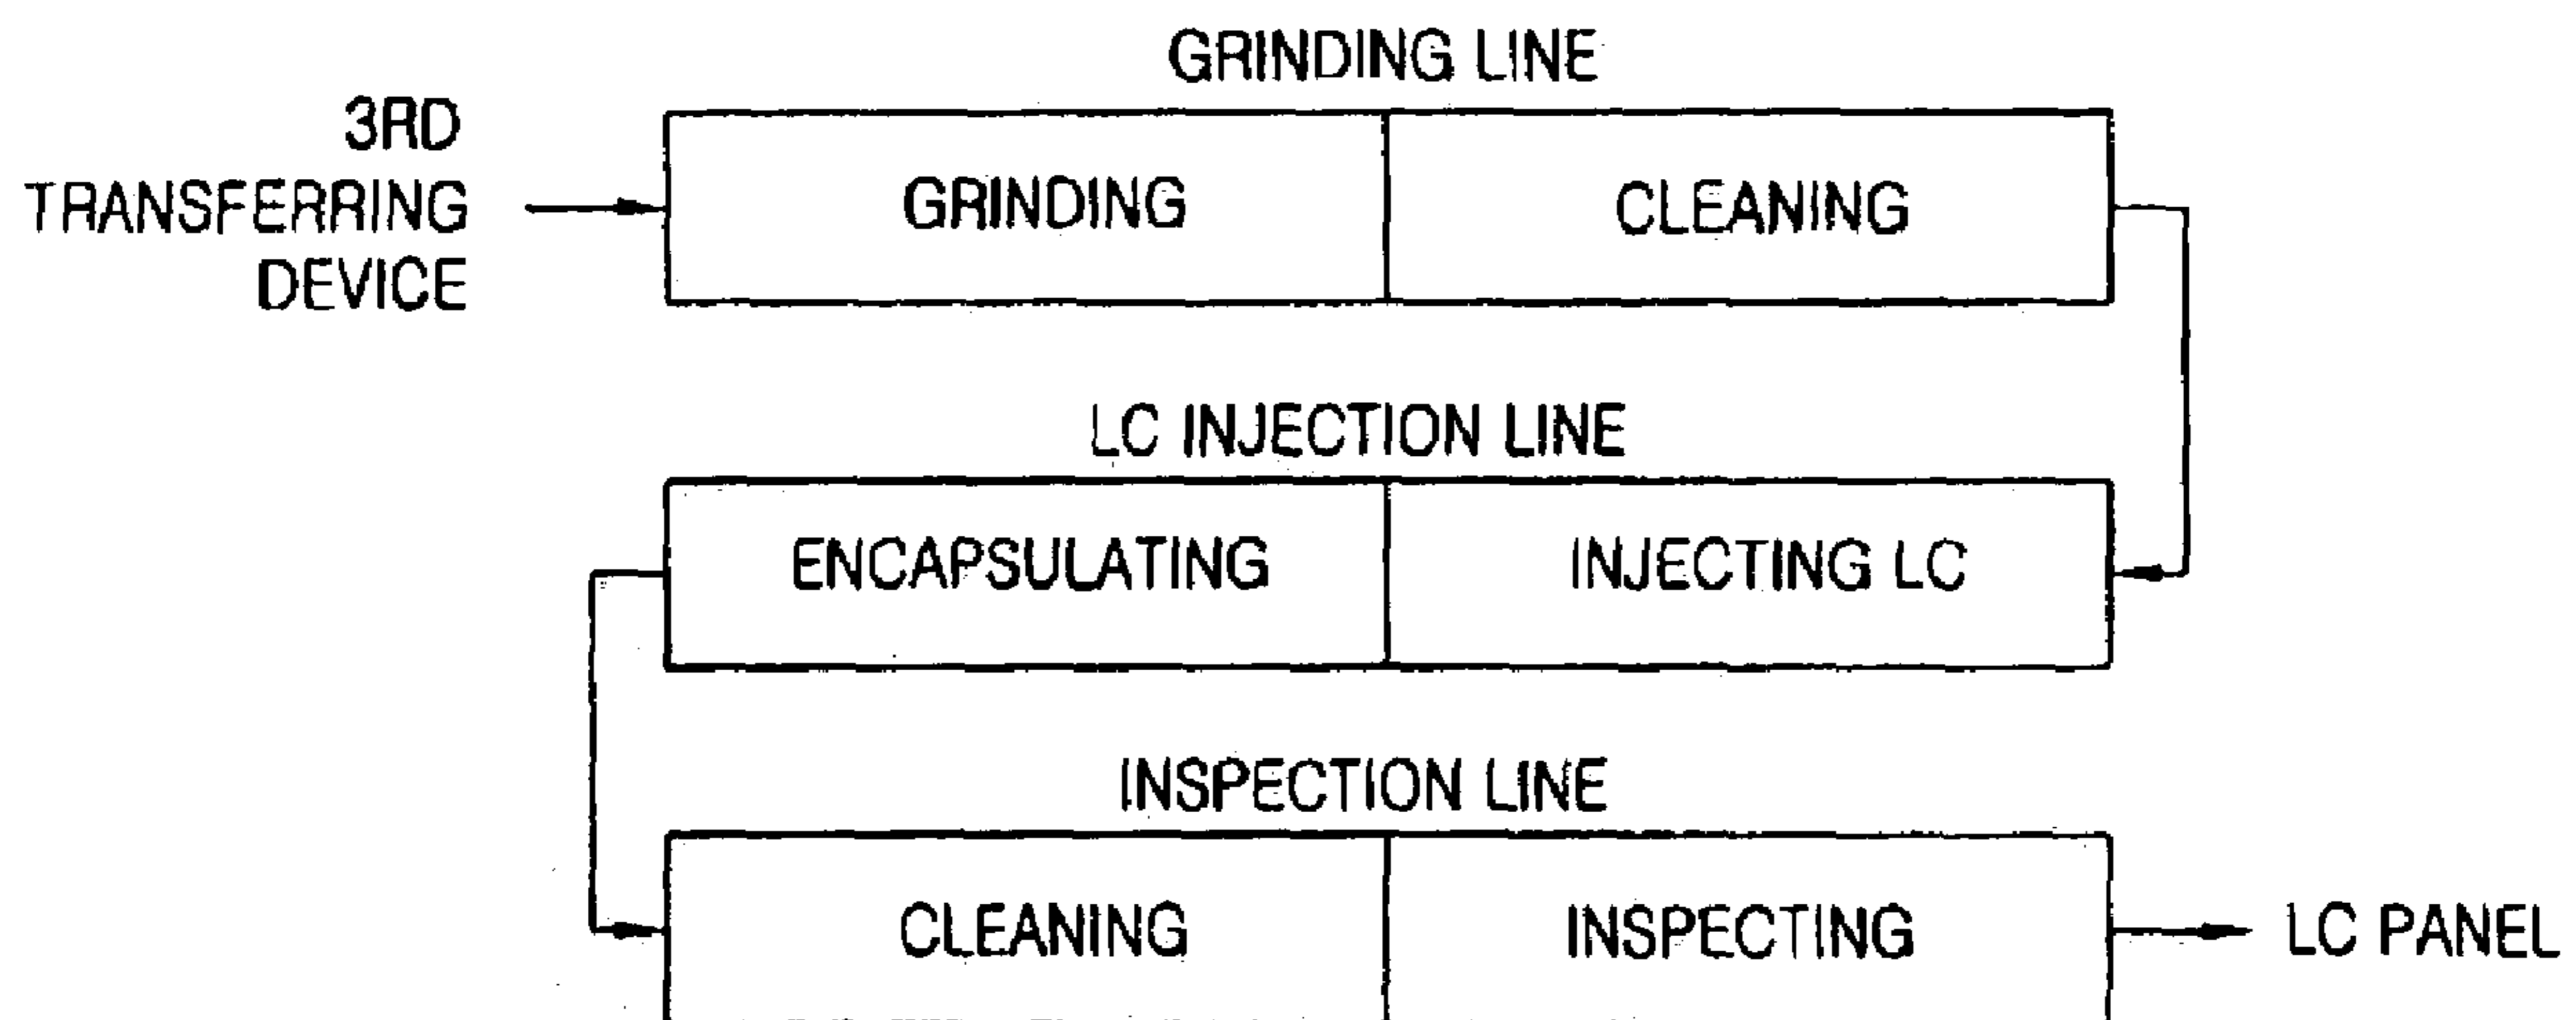 GRINDING LINE
3RD
TRANSFERRING
DEVICE
GRINDING
CLEANING
LC INJECTION LINE
ENCAPSULATING
INJECTING LC
INSPECTION LINE
CLEANING
INSPECTING
LC PANEL